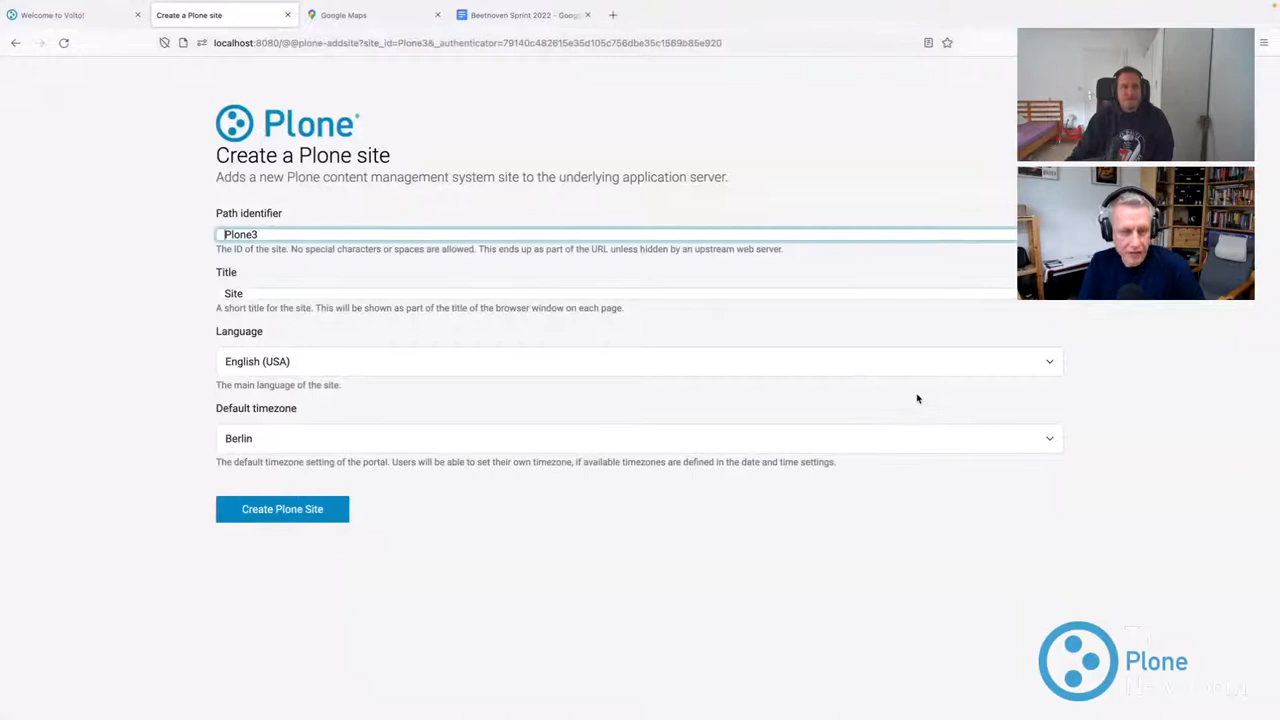 Welcome to Volto!
Create a Plone site
Google Maps
Beethoven Sprint 2022 - Goog
localhost:8080/@@plone-addsite?site_id=Plone3&_authenticator=79140c482615e35d105c756dbe35c1569b85e920
Plone
Create a Plone site
Adds a new Plone content management system site to the underlying application server.
Path identifier
Plone3
The ID of the site. No special characters or spaces are allowed. This ends up as part of the URL unless hidden by an upstream web server.
Title
Site
A short title for the site. This will be shown as part of the title of the browser window on each page.
Language
English (USA)
The main language of the site.
Default timezone
Berlin
The default timezone setting of the portal. Users will be able to set their own timezone, if available timezones are defined in the date and time settings.
Create Plone Site
Plone